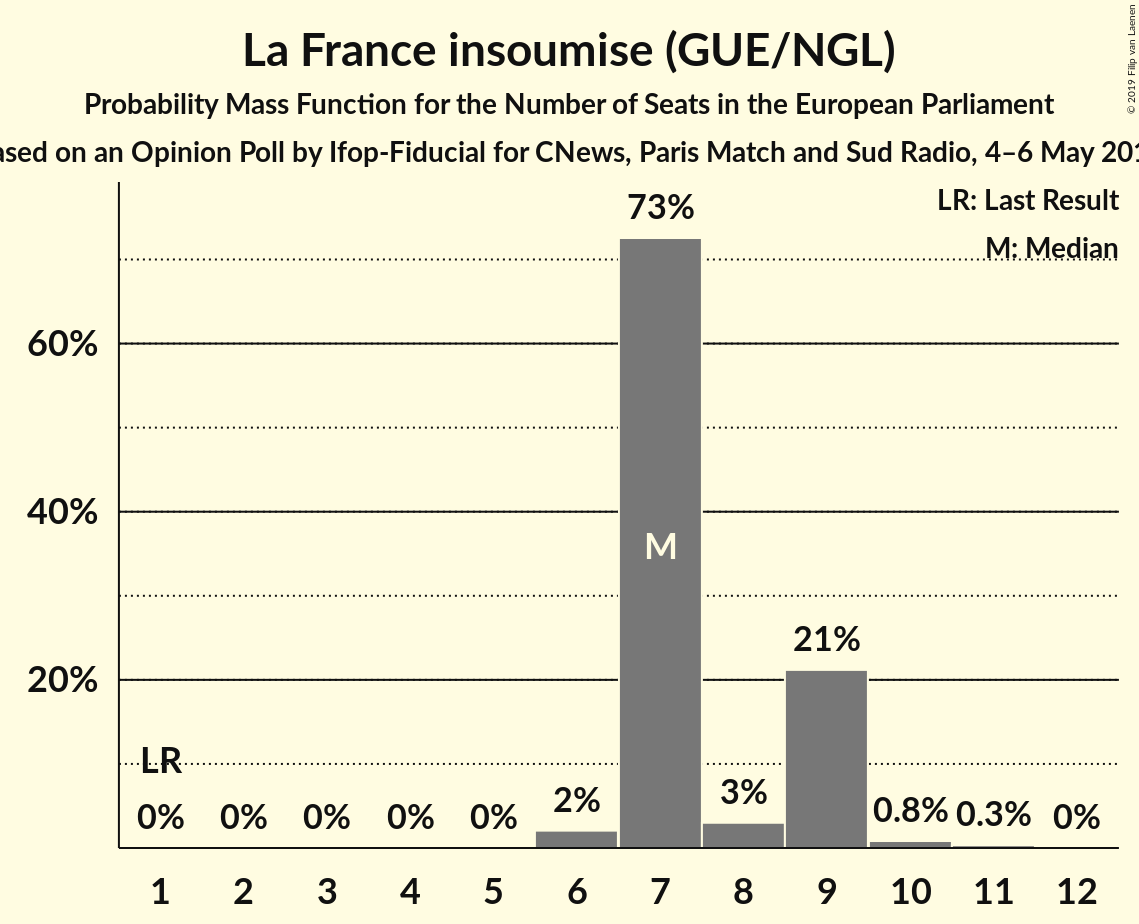 La France insoumise (GUE/NGL)
Probability Mass Function for the Number of Seats in the European Parliament
ased on an Opinion Poll by Ifop-Fiducial for CNews, Paris Match and Sud Radio, 4–6 May 201
© 2019 Filip van Laenen
LR: Last Result
M: Median
73%
60%
40%
M
21%
20%
LR
0% 0% 0% 0% 0% 2% 3% 0.8% 0.3% 0%
1 2 3 4 5 6 7 8 9 10 11 12